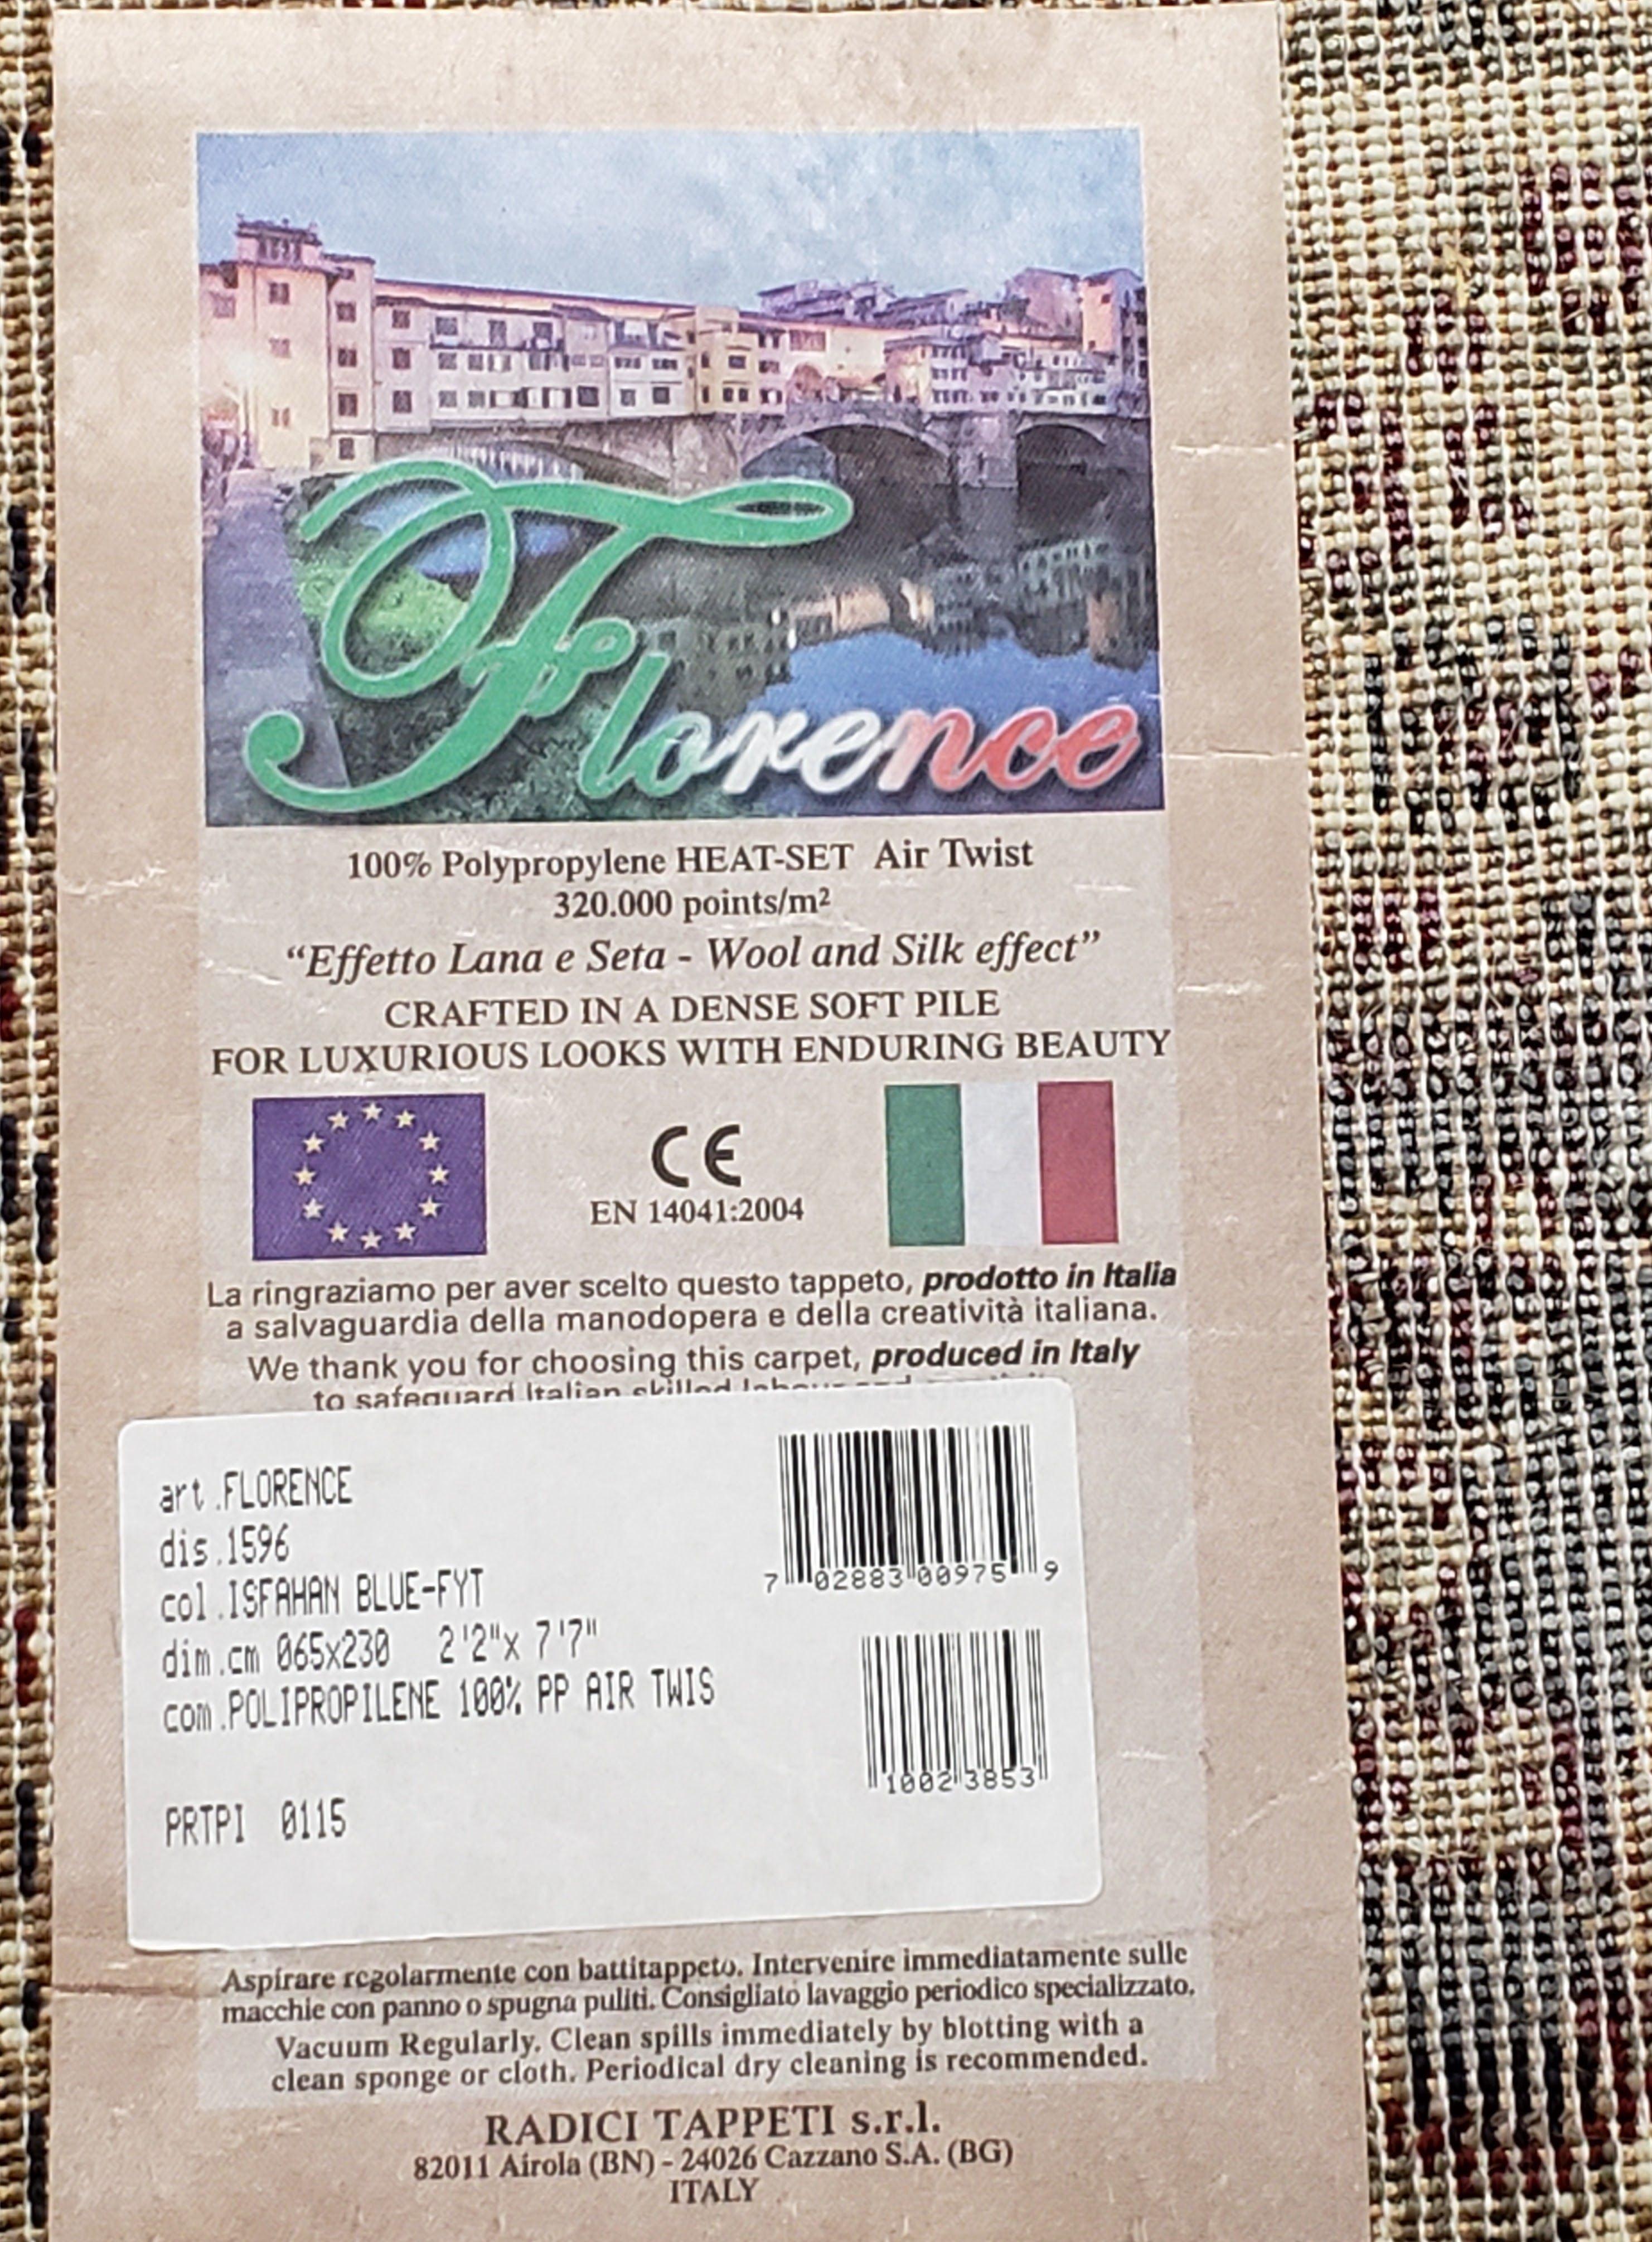 Florence
100% Polypropylene HEAT-SET Air Twist
320.000 points/m²
“Effetto Lana e Seta - Wool and Silk effect”
CRAFTED IN A DENSE SOFT PILE
FOR LUXURIOUS LOOKS WITH ENDURING BEAUTY
CE
EN 14041:2004
La ringraziamo per aver scelto questo tappeto, prodotto in Italia
a salvaguardia della manodopera e della creatività italiana.
We thank you for choosing this carpet, produced in Italy
to safeguard Italian skilled
art.FLORENCE
dis.1596
col.ISFAHAN BLUE-FYT
dim.cm 065x230 2'2"x 7'7"
com.POLIPROPILENE 100% PP AIR TWIS
PRTPI 0115
7 02883 00975 9
1002 3853
Aspirare regolarmente con battitappeto. Intervenire immediatamente sulle
macchie con panno o spugna puliti. Consigliato lavaggio periodico specializzato.
Vacuum Regularly. Clean spills immediately by blotting with a
clean sponge or cloth. Periodical dry cleaning is recommended.
RADICI TAPPETI s.r.l.
82011 Airola (BN) - 24026 Cazzano S.A. (BG)
ITALY